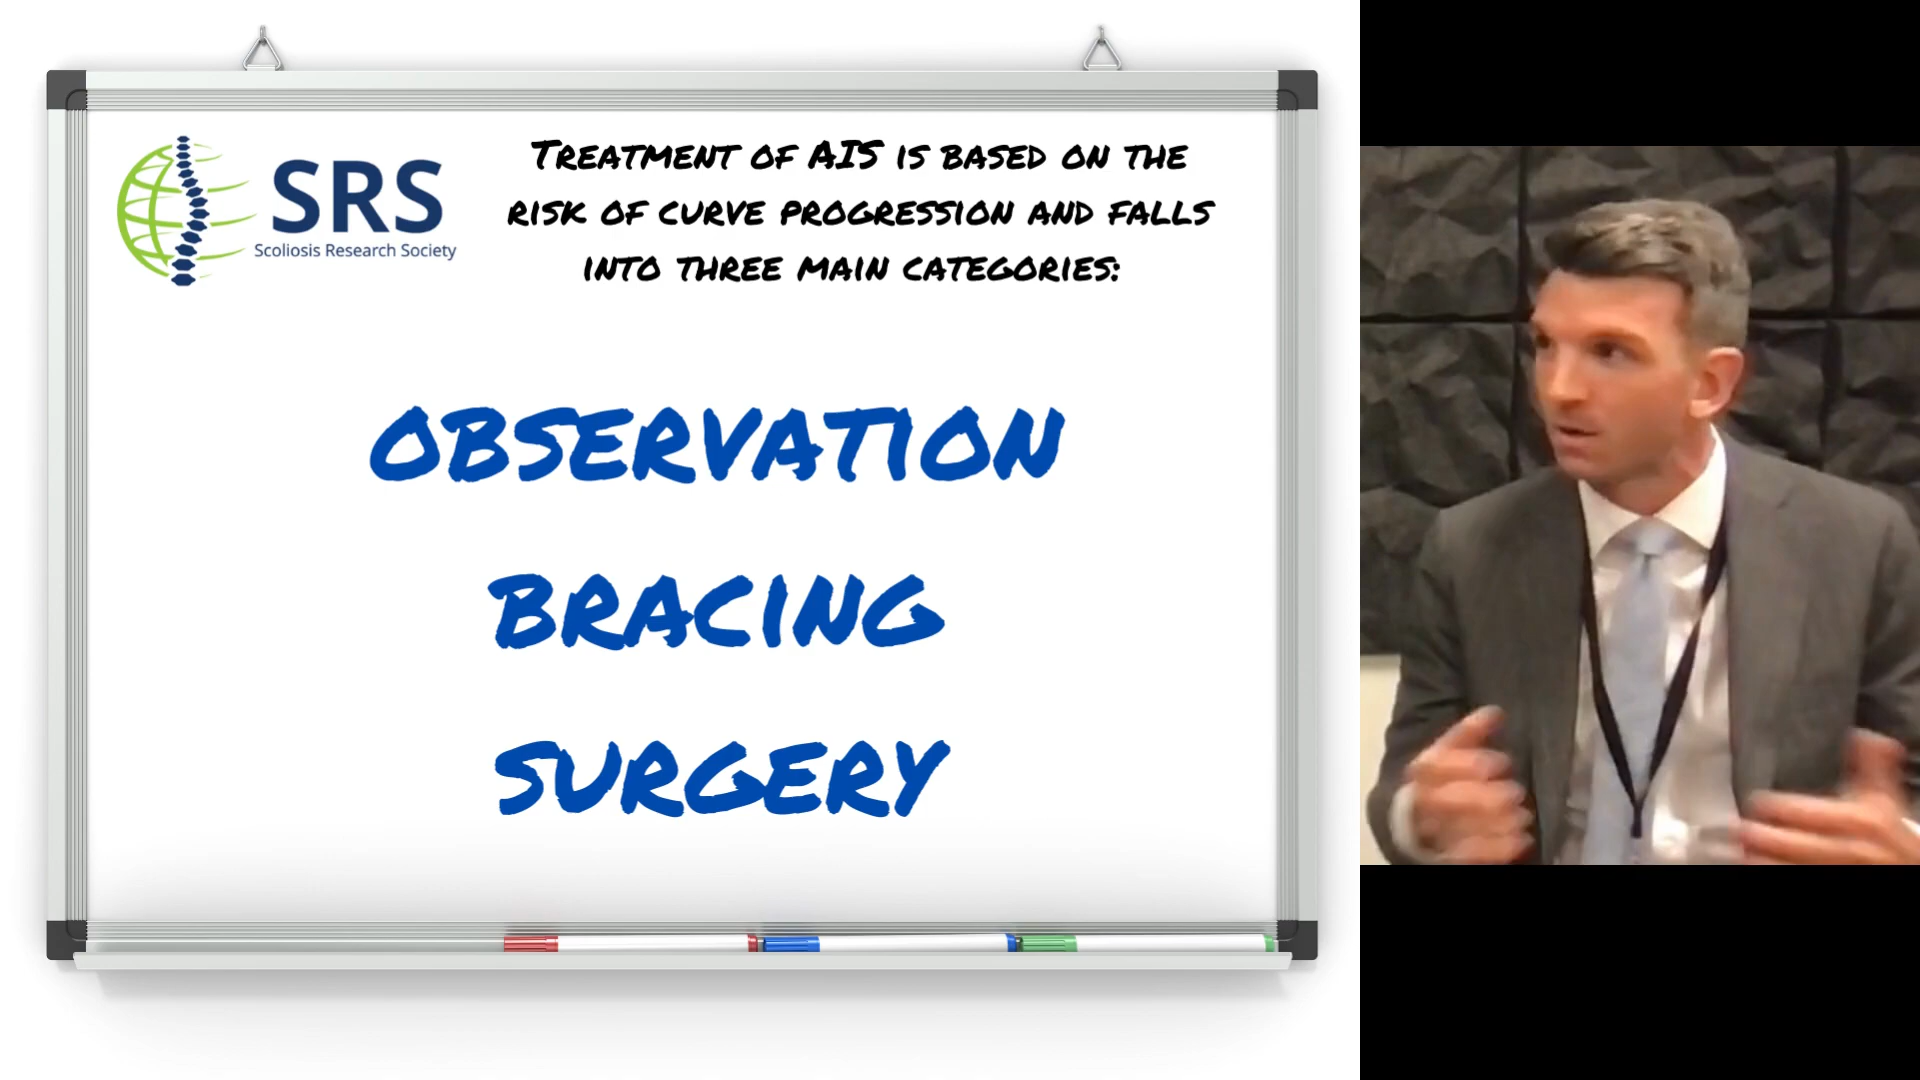 SRS
Scoliosis Research Society
TREATMENT OF AIS IS BASED ON THE
RISK OF CURVE PROGRESSION AND FALLS
INTO THREE MAIN CATEGORIES:
OBSERVATION
BRACING
SURGERY